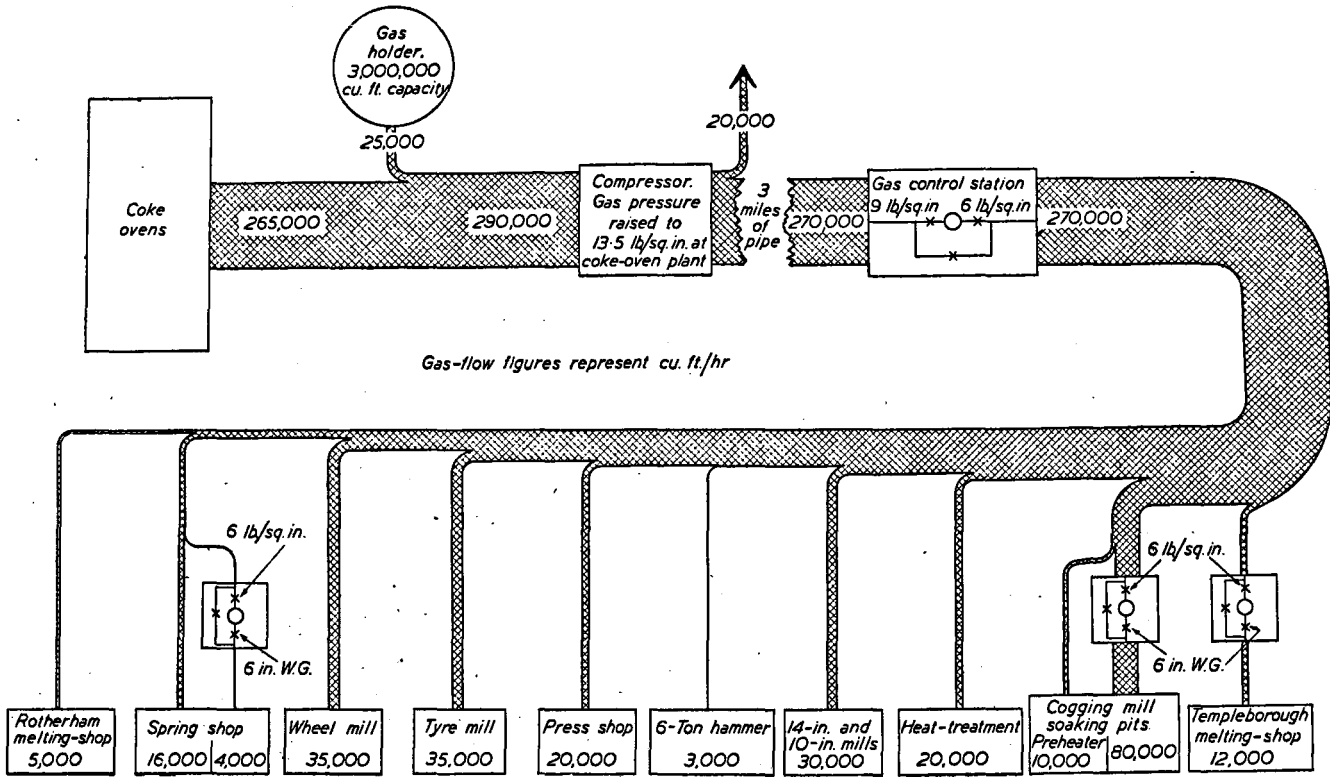 Gas
holder.
3,000,000
cu. ft. capacity
25,000
20,000
Coke
ovens
265,000
290,000
Compressor.
Gas pressure
raised to
13·5 lb/sq.in. at
coke-oven plant
3
miles
of
pipe
270,000
Gas control station
9 lb/sq.in 6 lb/sq.in
270,000
Gas-flow figures represent cu. ft./hr
6 lb/sq.in.
6 in. W.G.
6 lb/sq.in.
6 in. W.G.
Rotherham
melting-shop
5,000
Spring shop
16,000 4,000
Wheel mill
35,000
Tyre mill
35,000
Press shop
20,000
6-Ton hammer
3,000
14-in. and
10-in. mills
30,000
Heat-treatment
20,000
Cogging mill
soaking pits.
Preheater
10,000 80,000
Templeborough
melting-shop
12,000